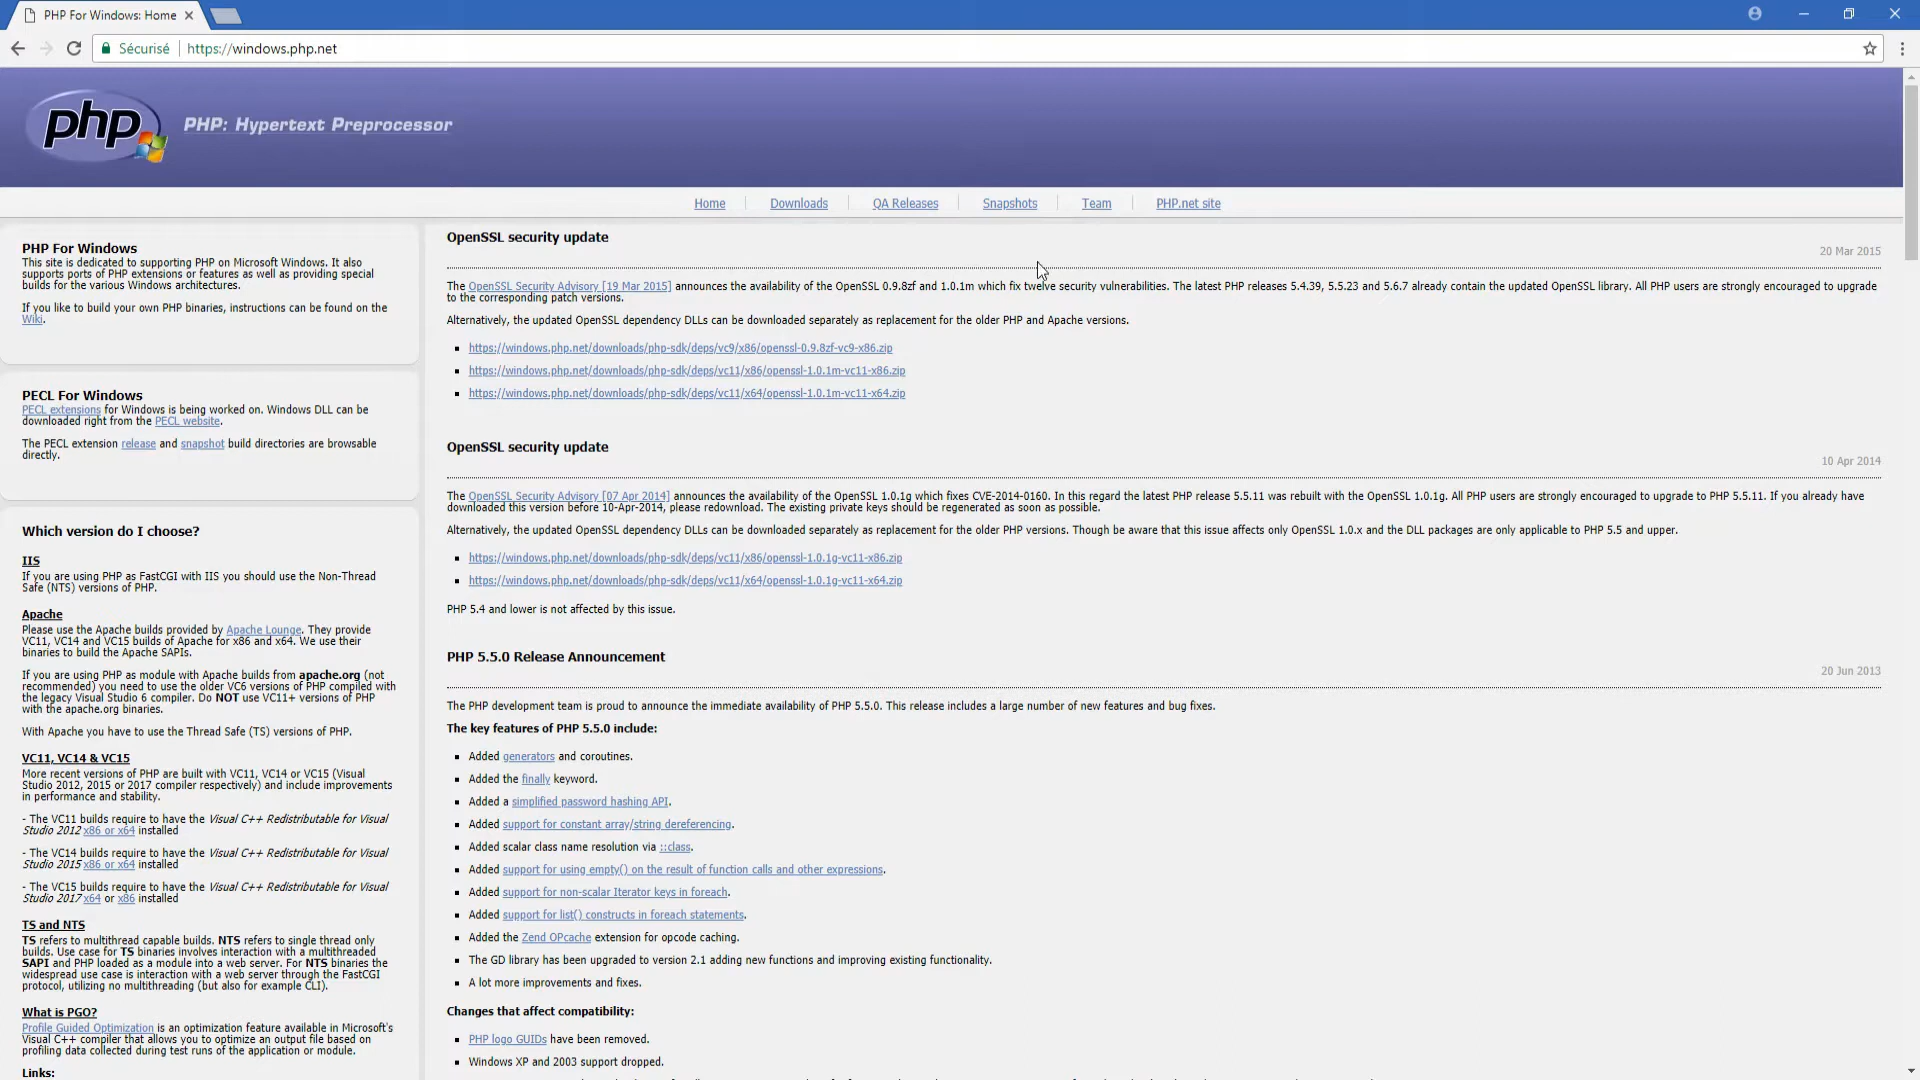 PHP For Windows: Home
Sécurisé https://windows.php.net
php PHP: Hypertext Preprocessor
Home Downloads QA Releases Snapshots Team PHP.net site
PHP For Windows
This site is dedicated to supporting PHP on Microsoft Windows. It also
supports ports of PHP extensions or features as well as providing special
builds for the various Windows architectures.
If you like to build your own PHP binaries, instructions can be found on the
Wiki.
PECL For Windows
PECL extensions for Windows is being worked on. Windows DLL can be
downloaded right from the PECL website.
The PECL extension release and snapshot build directories are browsable
directly.
Which version do I choose?
IIS
If you are using PHP as FastCGI with IIS you should use the Non-Thread
Safe (NTS) versions of PHP.
Apache
Please use the Apache builds provided by Apache Lounge. They provide
VC11, VC14 and VC15 builds of Apache for x86 and x64. We use their
binaries to build the Apache SAPIs.
If you are using PHP as module with Apache builds from apache.org (not
recommended) you need to use the older VC6 versions of PHP compiled with
the legacy Visual Studio 6 compiler. Do NOT use VC11+ versions of PHP
with the apache.org binaries.
With Apache you have to use the Thread Safe (TS) versions of PHP.
VC11, VC14 & VC15
More recent versions of PHP are built with VC11, VC14 or VC15 (Visual
Studio 2012, 2015 or 2017 compiler respectively) and include improvements
in performance and stability.
- The VC11 builds require to have the Visual C++ Redistributable for Visual
Studio 2012 x86 or x64 installed
- The VC14 builds require to have the Visual C++ Redistributable for Visual
Studio 2015 x86 or x64 installed
- The VC15 builds require to have the Visual C++ Redistributable for Visual
Studio 2017 x64 or x86 installed
TS and NTS
TS refers to multithread capable builds. NTS refers to single thread only
builds. Use case for TS binaries involves interaction with a multithreaded
SAPI and PHP loaded as a module into a web server. For NTS binaries the
widespread use case is interaction with a web server through the FastCGI
protocol, utilizing no multithreading (but also for example CLI).
What is PGO?
Profile Guided Optimization is an optimization feature available in Microsoft's
Visual C++ compiler that allows you to optimize an output file based on
profiling data collected during test runs of the application or module.
Links:
OpenSSL security update
20 Mar 2015
The OpenSSL Security Advisory [19 Mar 2015] announces the availability of the OpenSSL 0.9.8zf and 1.0.1m which fix twelve security vulnerabilities. The latest PHP releases 5.4.39, 5.5.23 and 5.6.7 already contain the updated OpenSSL library. All PHP users are strongly encouraged to upgrade
to the corresponding patch versions.
Alternatively, the updated OpenSSL dependency DLLs can be downloaded separately as replacement for the older PHP and Apache versions.
https://windows.php.net/downloads/php-sdk/deps/vc9/x86/openssl-0.9.8zf-vc9-x86.zip
https://windows.php.net/downloads/php-sdk/deps/vc11/x86/openssl-1.0.1m-vc11-x86.zip
https://windows.php.net/downloads/php-sdk/deps/vc11/x64/openssl-1.0.1m-vc11-x64.zip
OpenSSL security update
10 Apr 2014
The OpenSSL Security Advisory [07 Apr 2014] announces the availability of the OpenSSL 1.0.1g which fixes CVE-2014-0160. In this regard the latest PHP release 5.5.11 was rebuilt with the OpenSSL 1.0.1g. All PHP users are strongly encouraged to upgrade to PHP 5.5.11. If you already have
downloaded this version before 10-Apr-2014, please redownload. The existing private keys should be regenerated as soon as possible.
Alternatively, the updated OpenSSL dependency DLLs can be downloaded separately as replacement for the older PHP versions. Though be aware that this issue affects only OpenSSL 1.0.x and the DLL packages are only applicable to PHP 5.5 and upper.
https://windows.php.net/downloads/php-sdk/deps/vc11/x86/openssl-1.0.1g-vc11-x86.zip
https://windows.php.net/downloads/php-sdk/deps/vc11/x64/openssl-1.0.1g-vc11-x64.zip
PHP 5.4 and lower is not affected by this issue.
PHP 5.5.0 Release Announcement
20 Jun 2013
The PHP development team is proud to announce the immediate availability of PHP 5.5.0. This release includes a large number of new features and bug fixes.
The key features of PHP 5.5.0 include:
Added generators and coroutines.
Added the finally keyword.
Added a simplified password hashing API.
Added support for constant array/string dereferencing.
Added scalar class name resolution via ::class.
Added support for using empty() on the result of function calls and other expressions.
Added support for non-scalar Iterator keys in foreach.
Added support for list() constructs in foreach statements.
Added the Zend OPcache extension for opcode caching.
The GD library has been upgraded to version 2.1 adding new functions and improving existing functionality.
A lot more improvements and fixes.
Changes that affect compatibility:
PHP logo GUIDs have been removed.
Windows XP and 2003 support dropped.